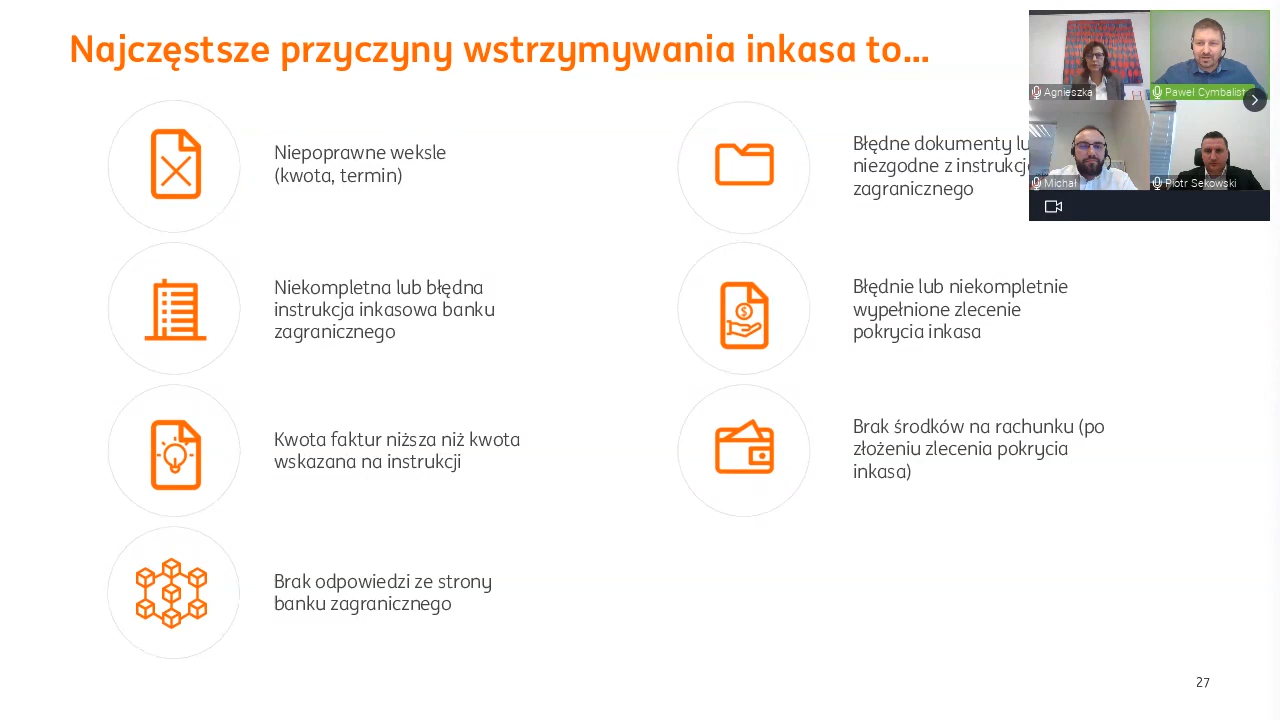 Najczęstsze przyczyny wstrzymywania inkasa to...
Niepoprawne weksle
(kwota, termin)
Niekompletna lub błędna
instrukcja inkasowa banku
zagranicznego
Kwota faktur niższa niż kwota
wskazana na instrukcji
Brak odpowiedzi ze strony
banku zagranicznego
Błędne dokumenty
niezgodne z
zagranicznego
Błędnie lub niekompletnie
wypełnione zlecenie
pokrycia inkasa
Brak środków na rachunku (po
złożeniu zlecenia pokrycia
inkasa)
Agnieszka
Paweł Cymbalist
Michał
Piotr Sekowski
27